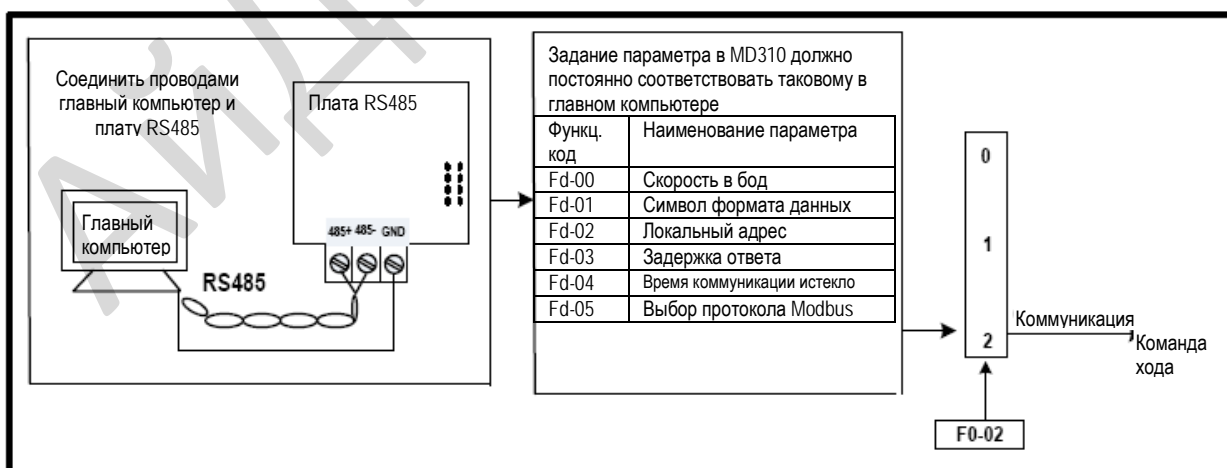 Соединить проводами
главный компьютер и
плату RS485
Плата RS485
Главный
компьютер
485+ 485- GND
RS485
Задание параметра в MD310 должно
постоянно соответствовать таковому в
главном компьютере
Функц. код Наименование параметра
Fd-00 Скорость в бод
Fd-01 Символ формата данных
Fd-02 Локальный адрес
Fd-03 Задержка ответа
Fd-04 Время коммуникации истекло
Fd-05 Выбор протокола Modbus
0
1
2
Коммуникация
Команда
хода
F0-02